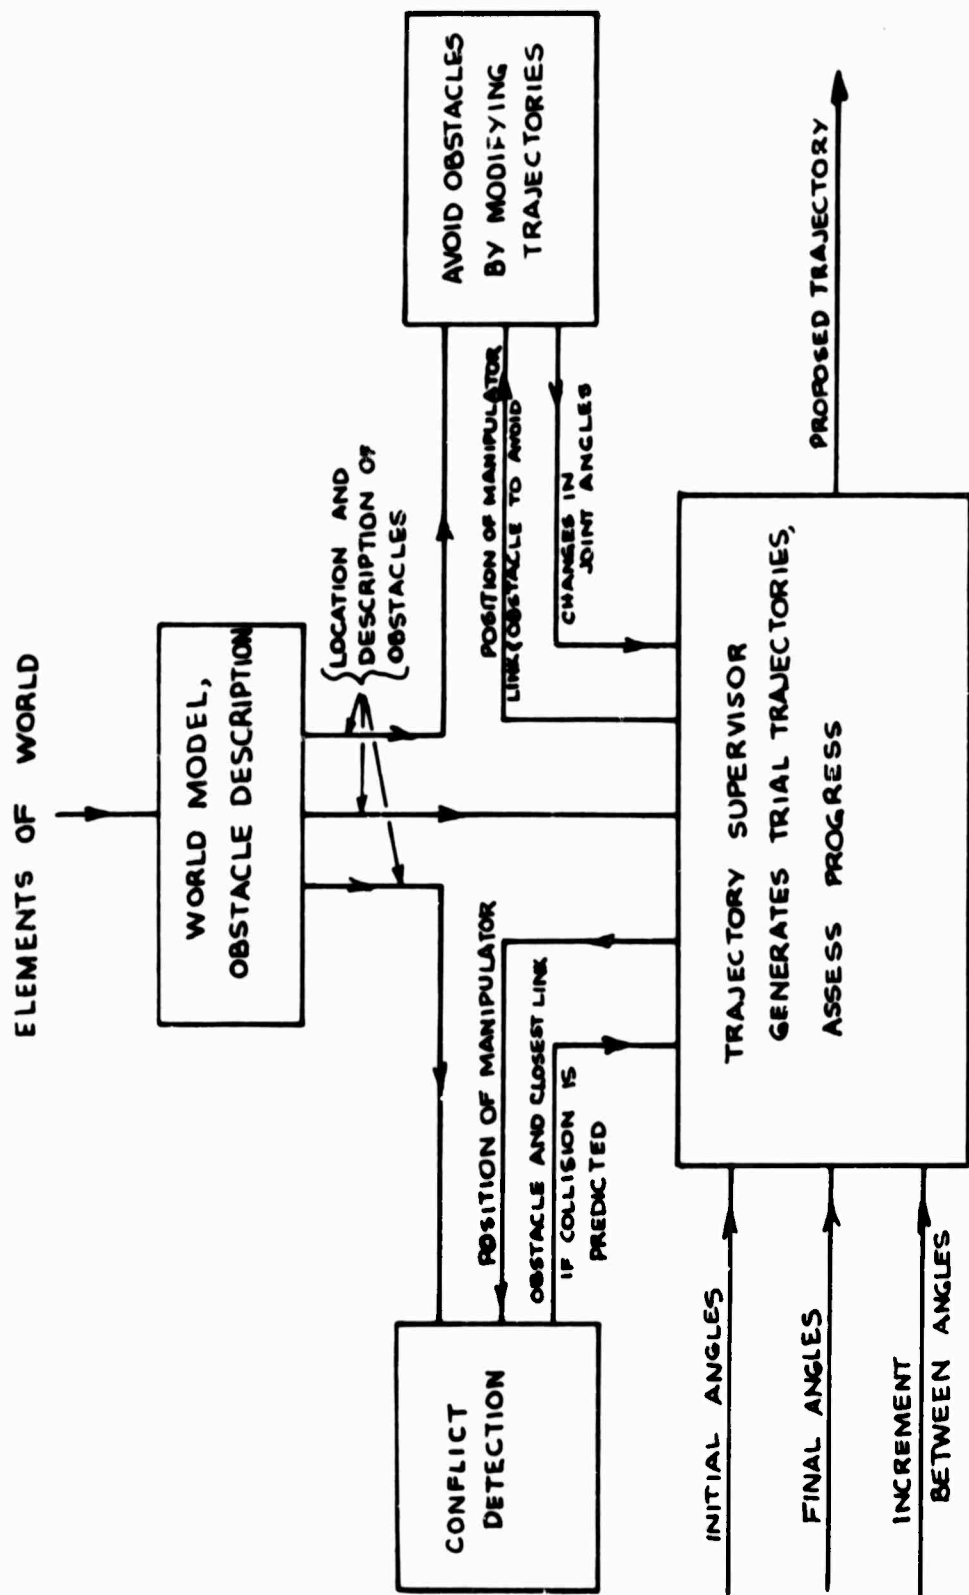 ELEMENTS OF WORLD
WORLD MODEL,
OBSTACLE DESCRIPTION
LOCATION AND
DESCRIPTION OF
OBSTACLES
CONFLICT
DETECTION
POSITION OF MANIPULATOR
OBSTACLE AND CLOSEST LINK
IF COLLISION IS
PREDICTED
AVOID OBSTACLES
BY MODIFYING
TRAJECTORIES
POSITION OF MANIPULATOR
LINK & OBSTACLE TO AVOID
CHANGES IN
JOINT ANGLES
TRAJECTORY SUPERVISOR
GENERATES TRIAL TRAJECTORIES,
ASSESS PROGRESS
INITIAL ANGLES
FINAL ANGLES
INCREMENT
BETWEEN ANGLES
PROPOSED TRAJECTORY